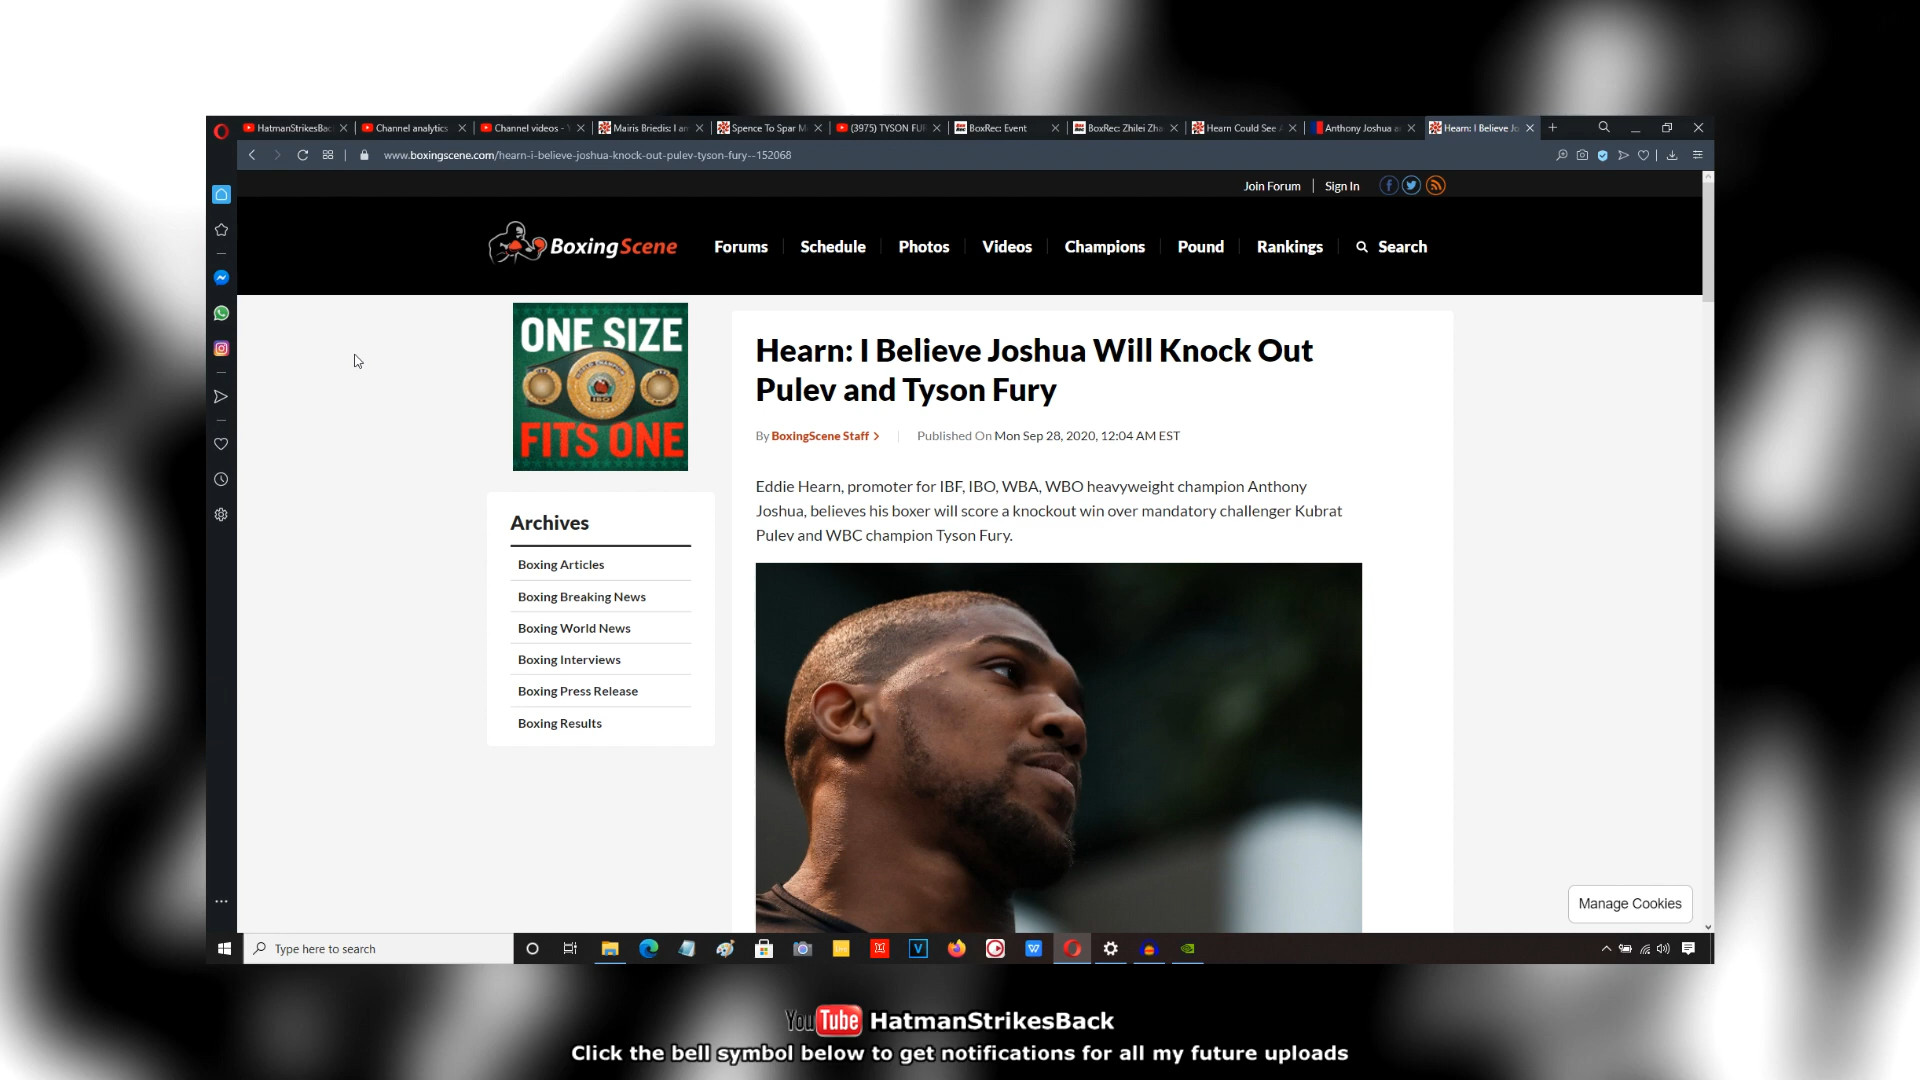 HatmanStrikesBac
Channel analytics
Channel videos -
Mairis Briedis: I am
Spence To Spar M
(3975) TYSON FUR
BoxRec: Event
BoxRec: Zhilei Zha
Hearn Could See A
Anthony Joshua a
Hearn: I Believe Jo
www.boxingscene.com/hearn-i-believe-joshua-knock-out-pulev-tyson-fury--152068
Join Forum | Sign In
BoxingScene
Forums
Schedule
Photos
Videos
Champions
Pound
Rankings
Search
ONE SIZE
WORLD CHAMPION
IBO
FITS ONE
Archives
Boxing Articles
Boxing Breaking News
Boxing World News
Boxing Interviews
Boxing Press Release
Boxing Results
Hearn: I Believe Joshua Will Knock Out
Pulev and Tyson Fury
By BoxingScene Staff > Published On Mon Sep 28, 2020, 12:04 AM EST
Eddie Hearn, promoter for IBF, IBO, WBA, WBO heavyweight champion Anthony
Joshua, believes his boxer will score a knockout win over mandatory challenger Kubrat
Pulev and WBC champion Tyson Fury.
Manage Cookies
Type here to search
YouTube HatmanStrikesBack
Click the bell symbol below to get notifications for all my future uploads